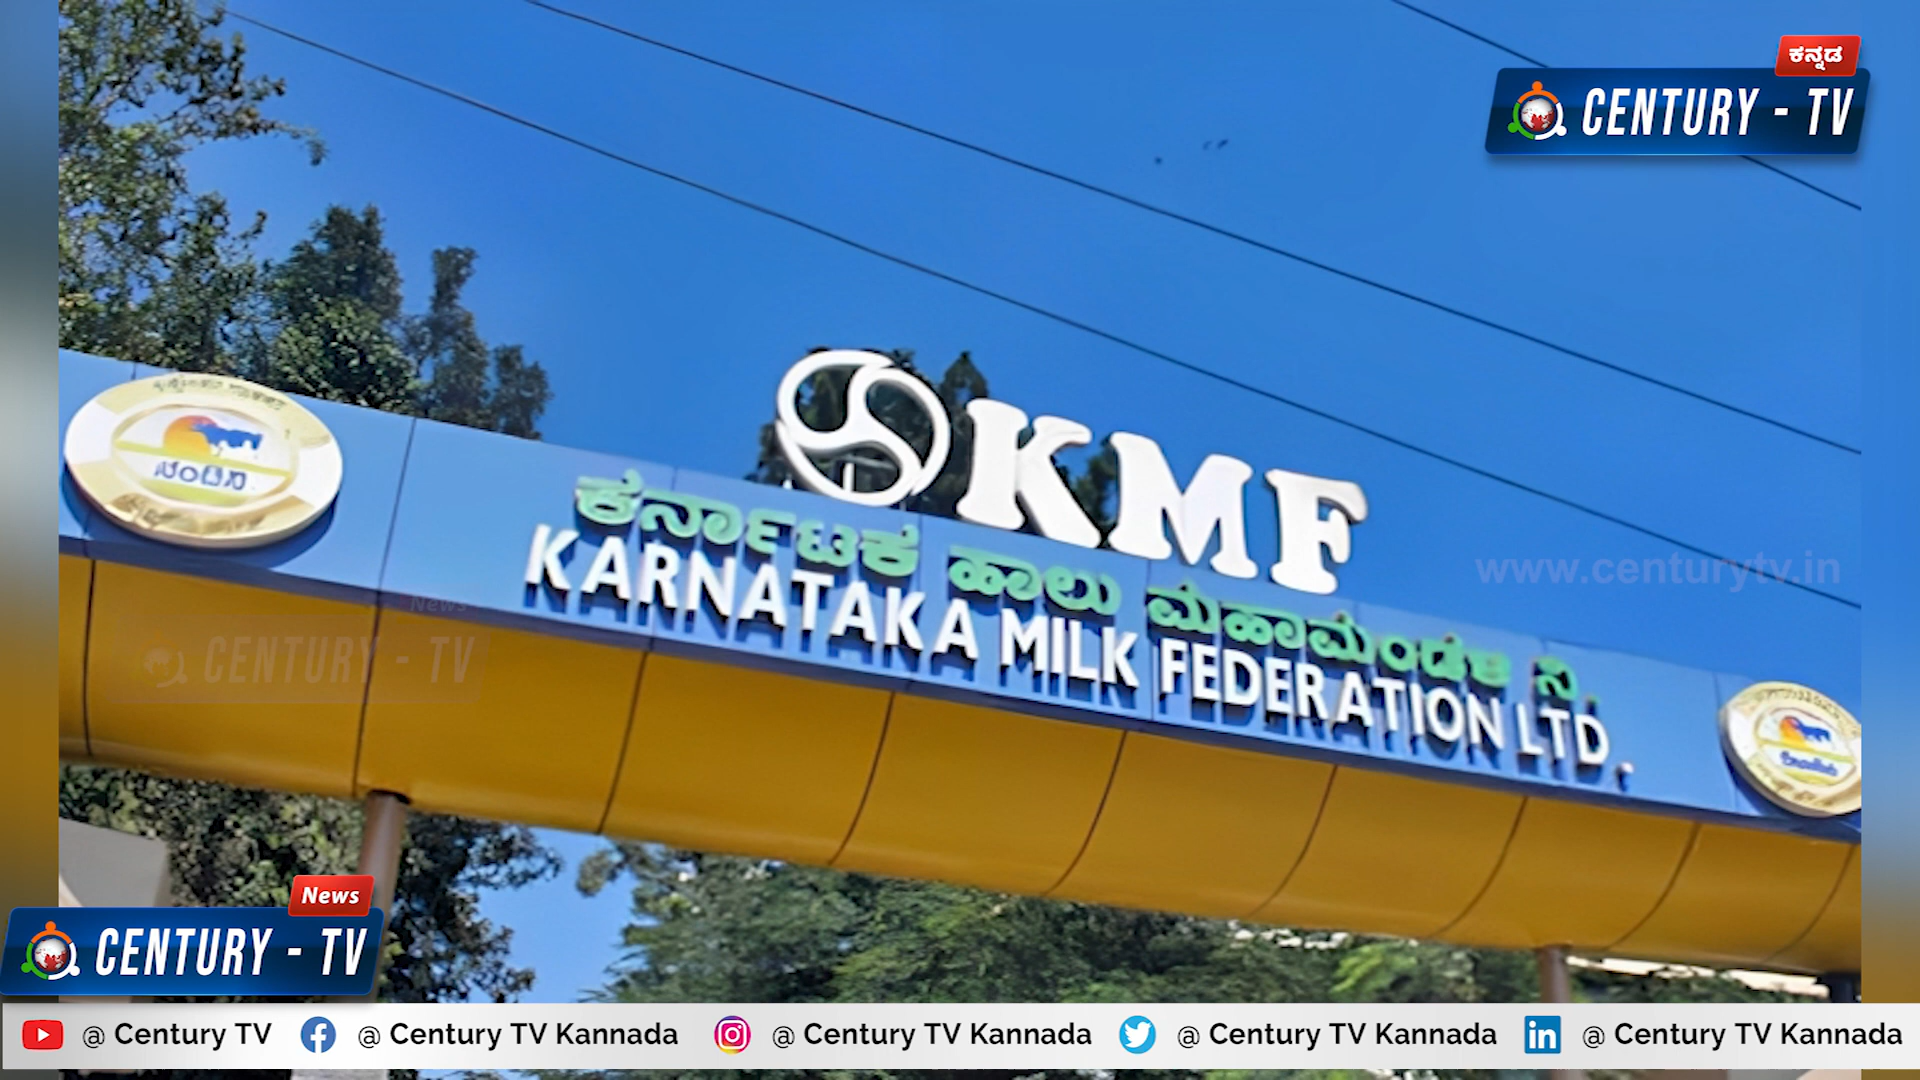 ಕನ್ನಡ
CENTURY - TV
KMF
ಕರ್ನಾಟಕ ಹಾಲು ಮಹಾಮಂಡಳ ನಿ.
KARNATAKA MILK FEDERATION LTD.
ನಂದಿನಿ
www.centurytv.in
News
CENTURY - TV
News
CENTURY - TV
@ Century TV @ Century TV Kannada @ Century TV Kannada @ Century TV Kannada @ Century TV Kannada